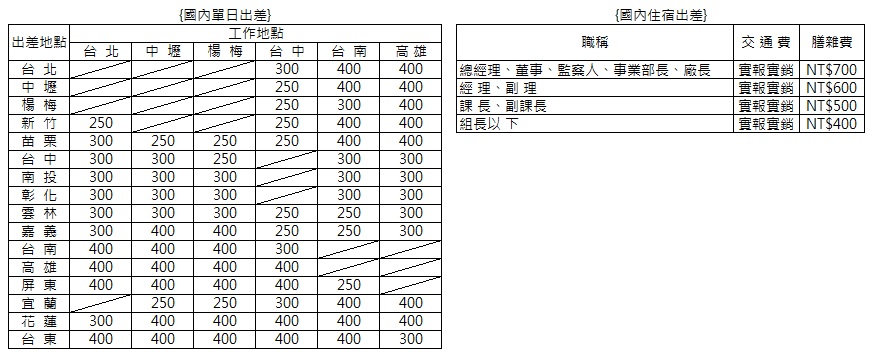 {國內單日出差}
出差地點 工作地點
台 北 中 壢 楊 梅 台 中 台 南 高 雄
台 北 300 400 400
中 壢 250 400 400
楊 梅 250 300 400
新 竹 250 250 400 400
苗 栗 300 250 250 250 400 400
台 中 300 300 250 300 300
南 投 300 300 300 300 300
彰 化 300 300 300 300 300
雲 林 300 300 300 250 250 300
嘉 義 300 400 400 250 250 300
台 南 400 400 400 300
高 雄 400 400 400 400
屏 東 400 400 400 400 250
宜 蘭 250 250 300 400 400
花 蓮 300 400 400 400 400 400
台 東 400 400 400 400 400 300
{國內住宿出差}
職稱 交 通 費 膳雜費
總經理、董事、監察人、事業部長、廠長 實報實銷 NT$700
經 理、副 理 實報實銷 NT$600
課 長、副課長 實報實銷 NT$500
組長以 下 實報實銷 NT$400